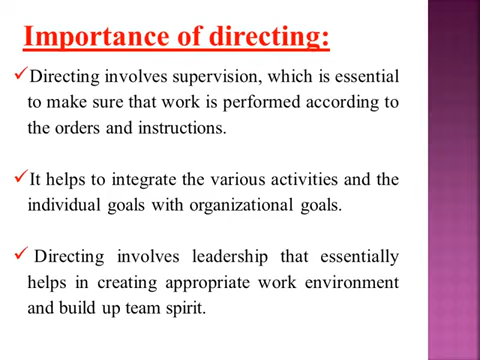 Importance of directing:
✓Directing involves supervision, which is essential
to make sure that work is performed according to
the orders and instructions.
✓It helps to integrate the various activities and the
individual goals with organizational goals.
✓ Directing involves leadership that essentially
helps in creating appropriate work environment
and build up team spirit.